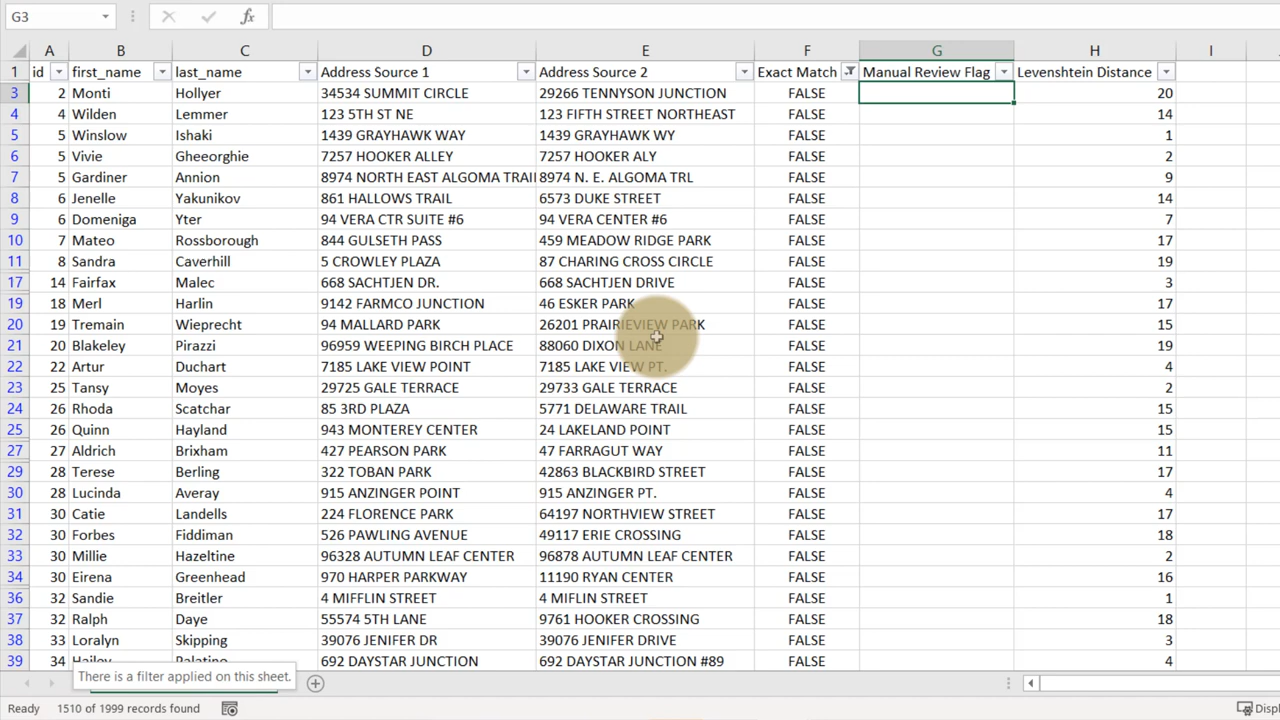 G3
fx
A B C D E F G H I
1 id first_name last_name Address Source 1 Address Source 2 Exact Match Manual Review Flag Levenshtein Distance
3 2 Monti Hollyer 34534 SUMMIT CIRCLE 29266 TENNYSON JUNCTION FALSE 20
4 4 Wilden Lemmer 123 5TH ST NE 123 FIFTH STREET NORTHEAST FALSE 14
5 5 Winslow Ishaki 1439 GRAYHAWK WAY 1439 GRAYHAWK WY FALSE 1
6 5 Vivie Gheeorghie 7257 HOOKER ALLEY 7257 HOOKER ALY FALSE 2
7 5 Gardiner Annion 8974 NORTH EAST ALGOMA TRAI 8974 N. E. ALGOMA TRL FALSE 9
8 6 Jenelle Yakunikov 861 HALLOWS TRAIL 6573 DUKE STREET FALSE 14
9 6 Domeniga Yter 94 VERA CTR SUITE #6 94 VERA CENTER #6 FALSE 7
10 7 Mateo Rossborough 844 GULSETH PASS 459 MEADOW RIDGE PARK FALSE 17
11 8 Sandra Caverhill 5 CROWLEY PLAZA 87 CHARING CROSS CIRCLE FALSE 19
17 14 Fairfax Malec 668 SACHTJEN DR. 668 SACHTJEN DRIVE FALSE 3
19 18 Merl Harlin 9142 FARMCO JUNCTION 46 ESKER PARK FALSE 17
20 19 Tremain Wieprecht 94 MALLARD PARK 26201 PRAIRIEVIEW PARK FALSE 15
21 20 Blakeley Pirazzi 96959 WEEPING BIRCH PLACE 88060 DIXON LANE FALSE 19
22 22 Artur Duchart 7185 LAKE VIEW POINT 7185 LAKE VIEW PT. FALSE 4
23 25 Tansy Moyes 29725 GALE TERRACE 29733 GALE TERRACE FALSE 2
24 26 Rhoda Scatchar 85 3RD PLAZA 5771 DELAWARE TRAIL FALSE 15
25 26 Quinn Hayland 943 MONTEREY CENTER 24 LAKELAND POINT FALSE 15
27 27 Aldrich Brixham 427 PEARSON PARK 47 FARRAGUT WAY FALSE 11
29 28 Terese Berling 322 TOBAN PARK 42863 BLACKBIRD STREET FALSE 17
30 28 Lucinda Averay 915 ANZINGER POINT 915 ANZINGER PT. FALSE 4
31 30 Catie Landells 224 FLORENCE PARK 64197 NORTHVIEW STREET FALSE 17
32 30 Forbes Fiddiman 526 PAWLING AVENUE 49117 ERIE CROSSING FALSE 18
33 30 Millie Hazeltine 96328 AUTUMN LEAF CENTER 96878 AUTUMN LEAF CENTER FALSE 2
34 30 Eirena Greenhead 970 HARPER PARKWAY 11190 RYAN CENTER FALSE 16
36 32 Sandie Breitler 4 MIFFLIN STREET 4 MIFLIN STREET FALSE 1
37 32 Ralph Daye 55574 5TH LANE 9761 HOOKER CROSSING FALSE 18
38 33 Loralyn Skipping 39076 JENIFER DR 39076 JENIFER DRIVE FALSE 3
39 34 Hailey Palatino 692 DAYSTAR JUNCTION 692 DAYSTAR JUNCTION #89 FALSE 4
There is a filter applied on this sheet.
Ready 1510 of 1999 records found Displ